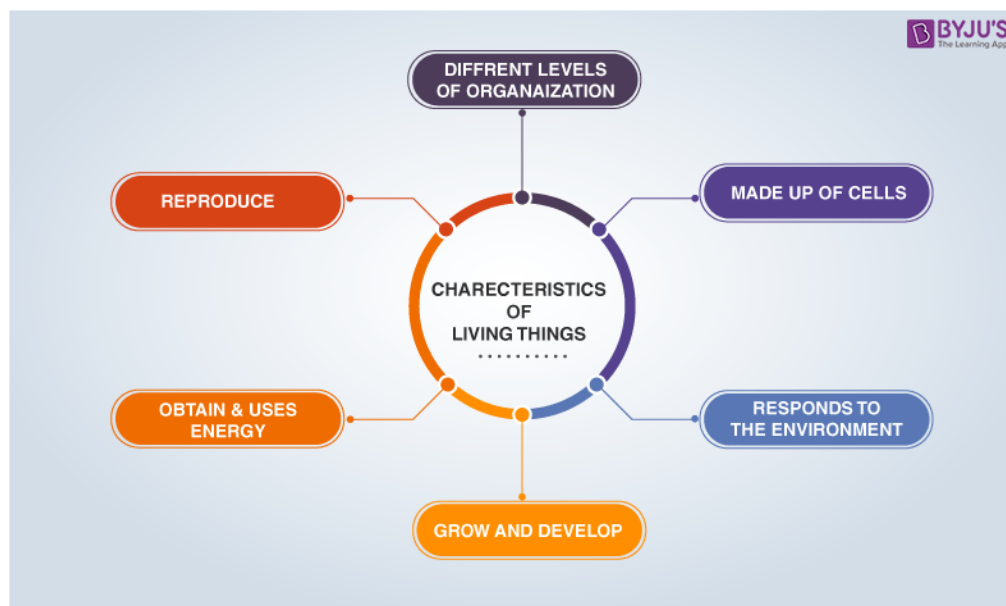 BYJU'S
The Learning App
DIFFRENT LEVELS
OF ORGANAIZATION
REPRODUCE
MADE UP OF CELLS
CHARECTERISTICS
OF
LIVING THINGS
OBTAIN & USES
ENERGY
RESPONDS TO
THE ENVIRONMENT
GROW AND DEVELOP